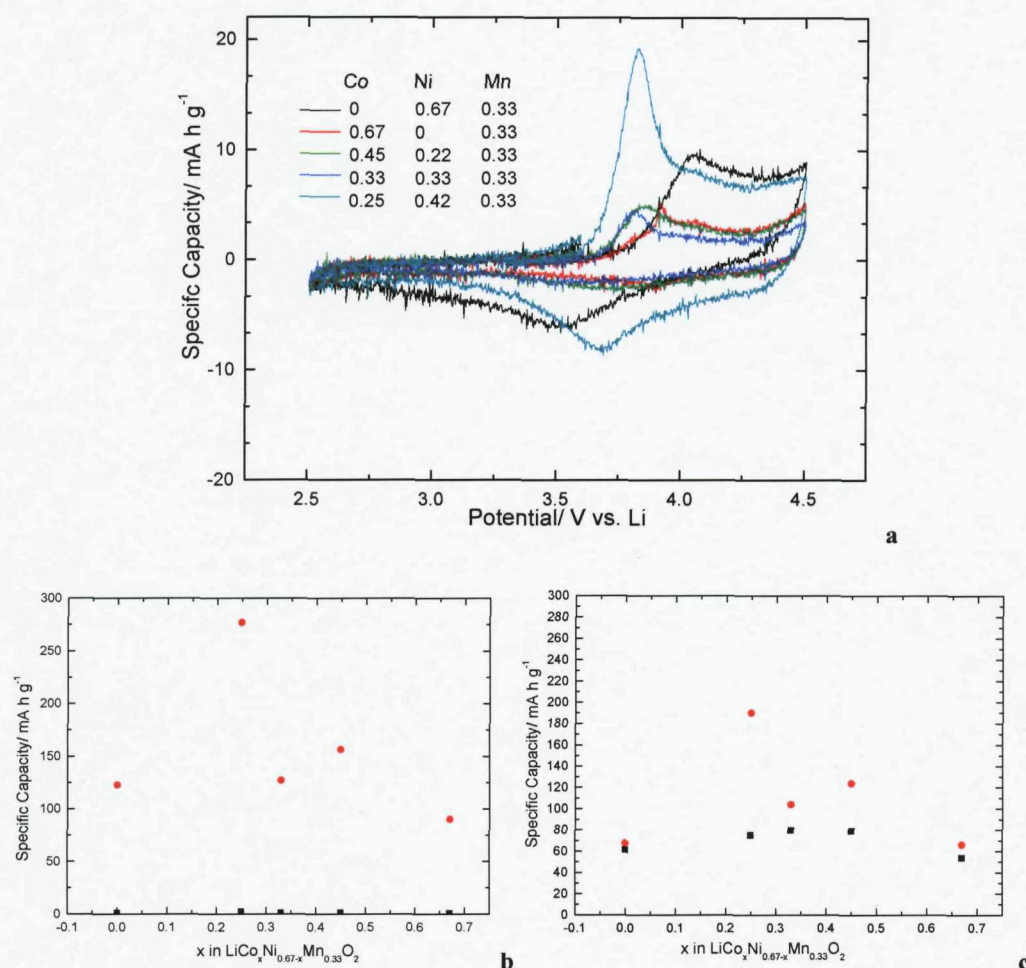 20
10
0
-10
-20
Specifc Capacity/ mA h g-1
Co Ni Mn
0 0.67 0.33
0.67 0 0.33
0.45 0.22 0.33
0.33 0.33 0.33
0.25 0.42 0.33
2.5 3.0 3.5 4.0 4.5
Potential/ V vs. Li
a
300
250
200
150
100
50
0
Specific Capacity/ mA h g-1
-0.1 0.0 0.1 0.2 0.3 0.4 0.5 0.6 0.7
x in LiCoxNi0.67-xMn0.33O2
b
300
280
260
240
220
200
180
160
140
120
100
80
60
40
20
0
Specific Capacity/ mA h g-1
-0.1 0.0 0.1 0.2 0.3 0.4 0.5 0.6 0.7
x in LiCoxNi0.67-xMn0.33O2
c